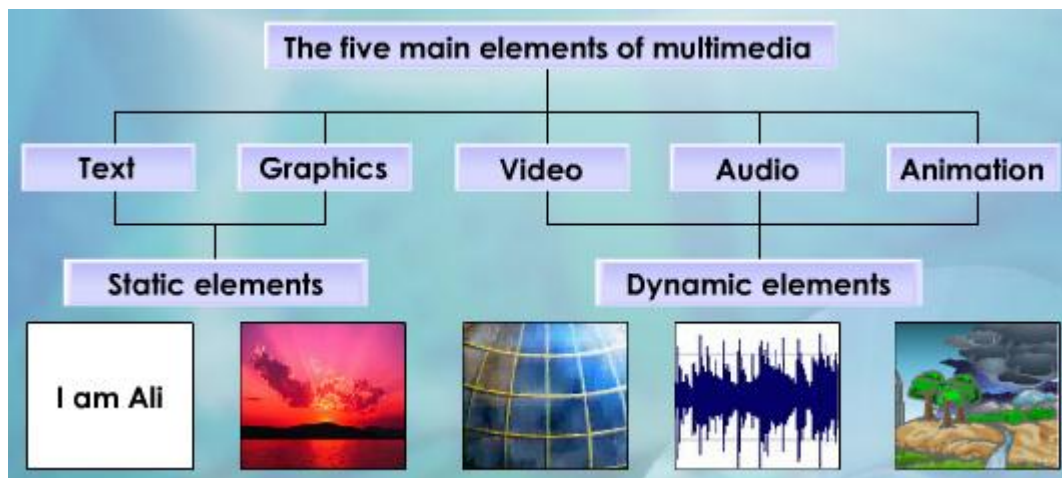 The five main elements of multimedia
Text
Graphics
Video
Audio
Animation
Static elements
Dynamic elements
I am Ali